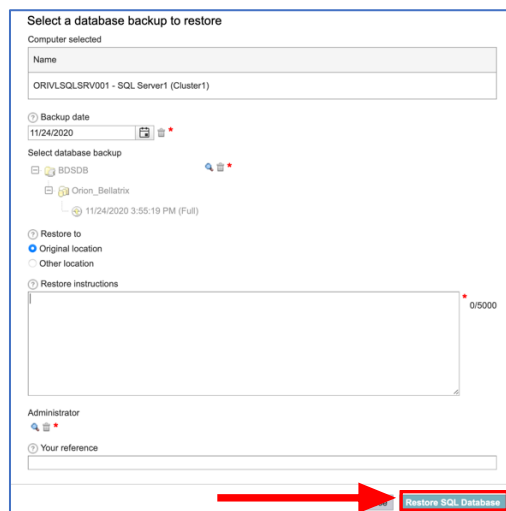 Select a database backup to restore
Computer selected
Name
ORIVLSQLSRV001 - SQL Server1 (Cluster1)
Backup date
11/24/2020 *
Select database backup
BDSDB *
Orion_Bellatrix
11/24/2020 3:55:19 PM (Full)
Restore to
Original location
Other location
Restore instructions
* 0/5000
Administrator
*
Your reference
Restore SQL Database